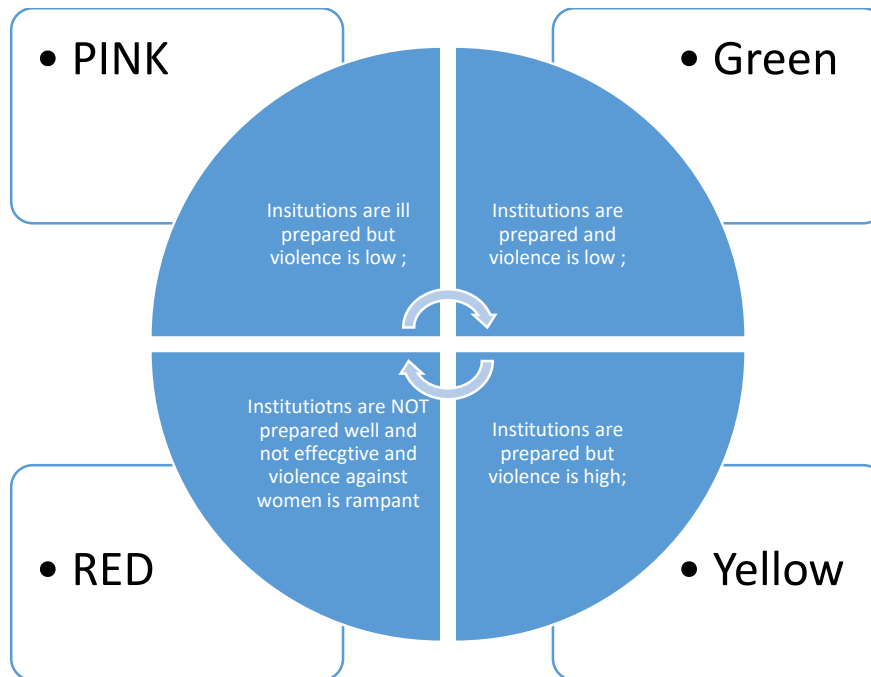 • PINK
Insitutions are ill
prepared but
violence is low ;
• Green
Institutions are
prepared and
violence is low ;
• RED
Institutiotns are NOT
prepared well and
not effecgtive and
violence against
women is rampant
• Yellow
Institutions are
prepared but
violence is high;